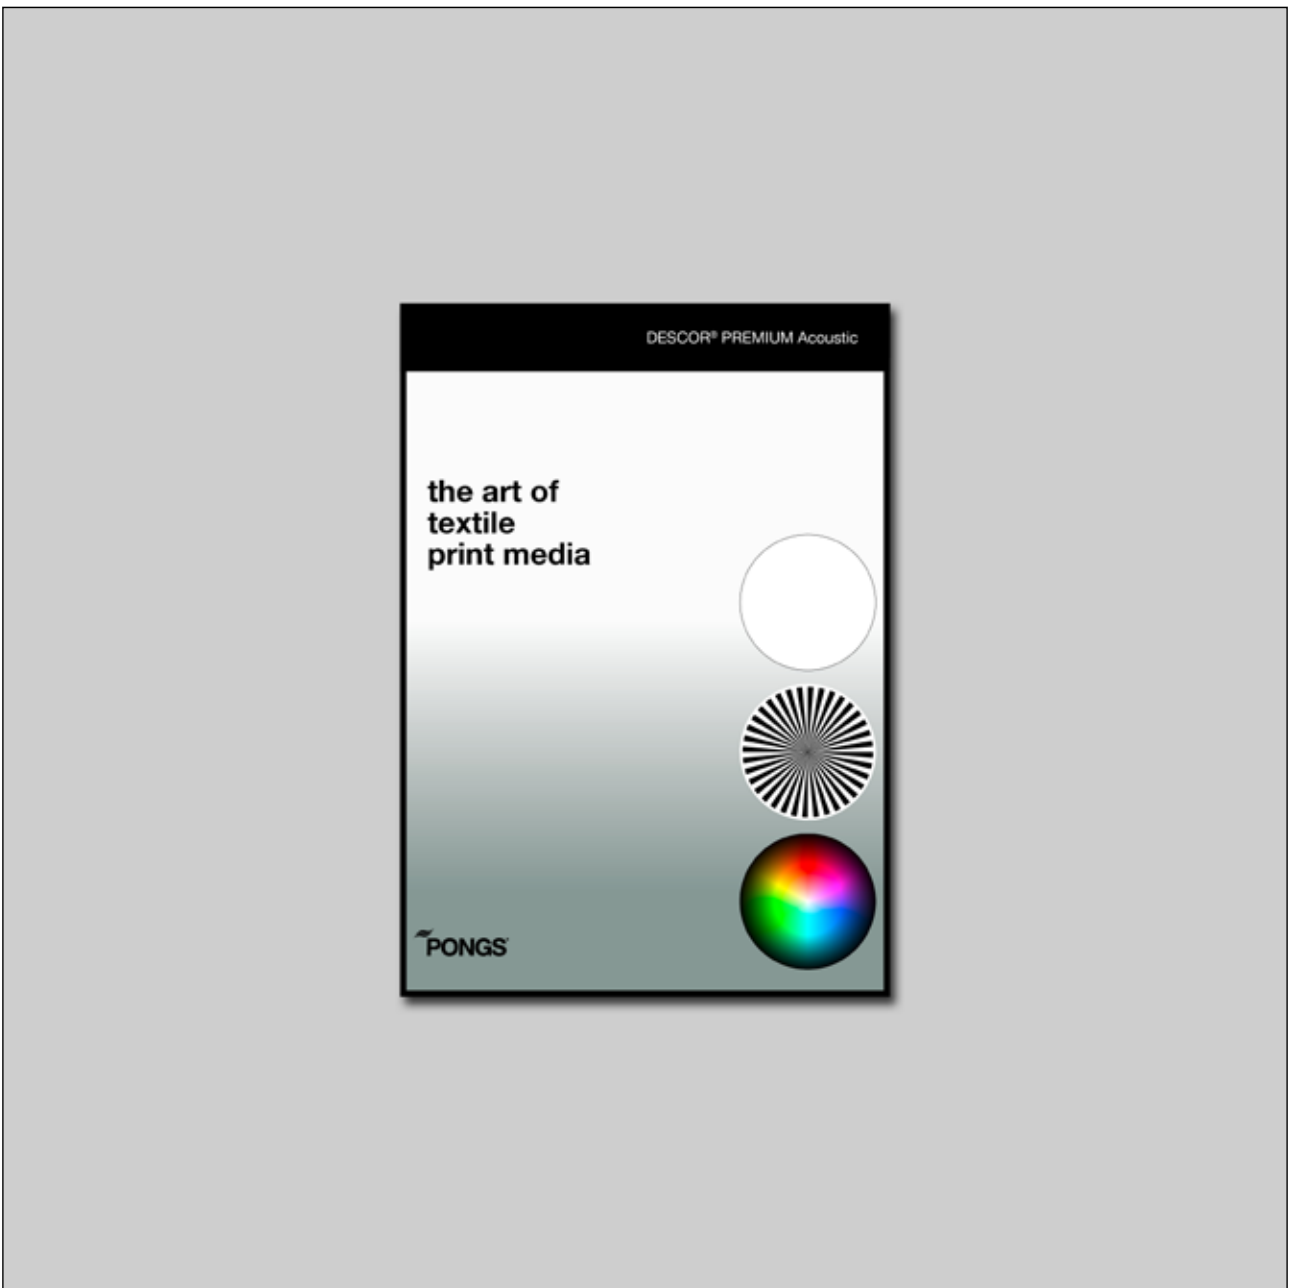 DESCOR® PREMIUM Acoustic
the art of
textile
print media
PONGS®